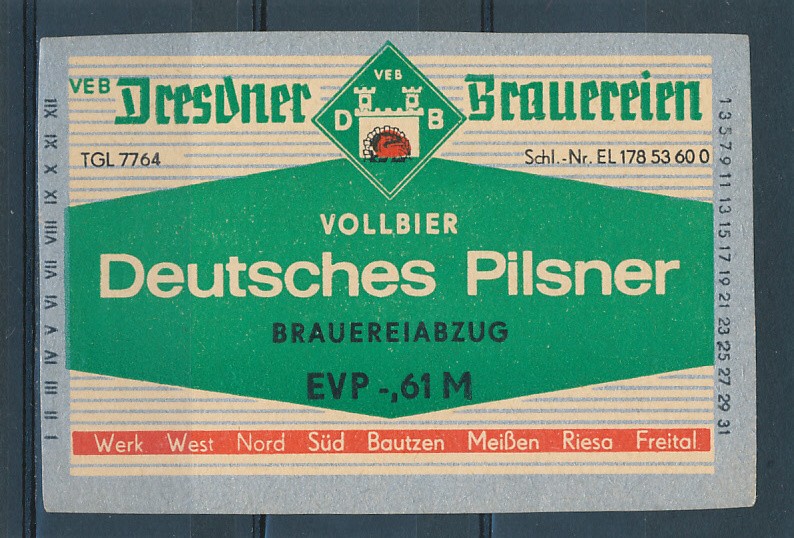 VEB Dresdner Brauereien
VEB
D B
TGL 7764
Schl.-Nr. EL 178 53 60 0
VOLLBIER
Deutsches Pilsner
BRAUEREIABZUG
EVP -,61 M
Werk West Nord Süd Bautzen Meißen Riesa Freital
I II III IV V VI VII VIII IX X XI XII
1 3 5 7 9 11 13 15 17 19 21 23 25 27 29 31